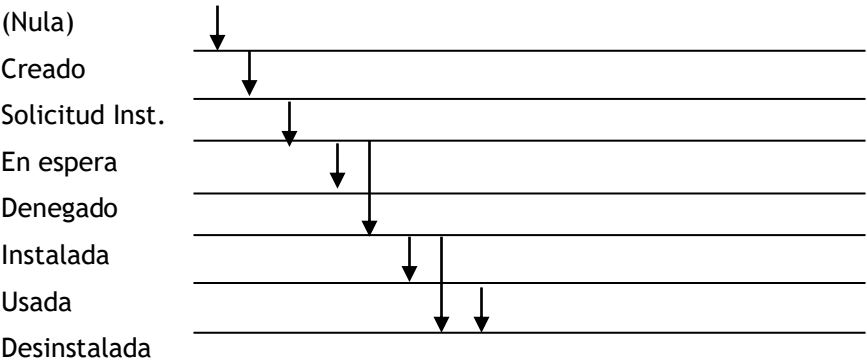 (Nula)
Creado
Solicitud Inst.
En espera
Denegado
Instalada
Usada
Desinstalada